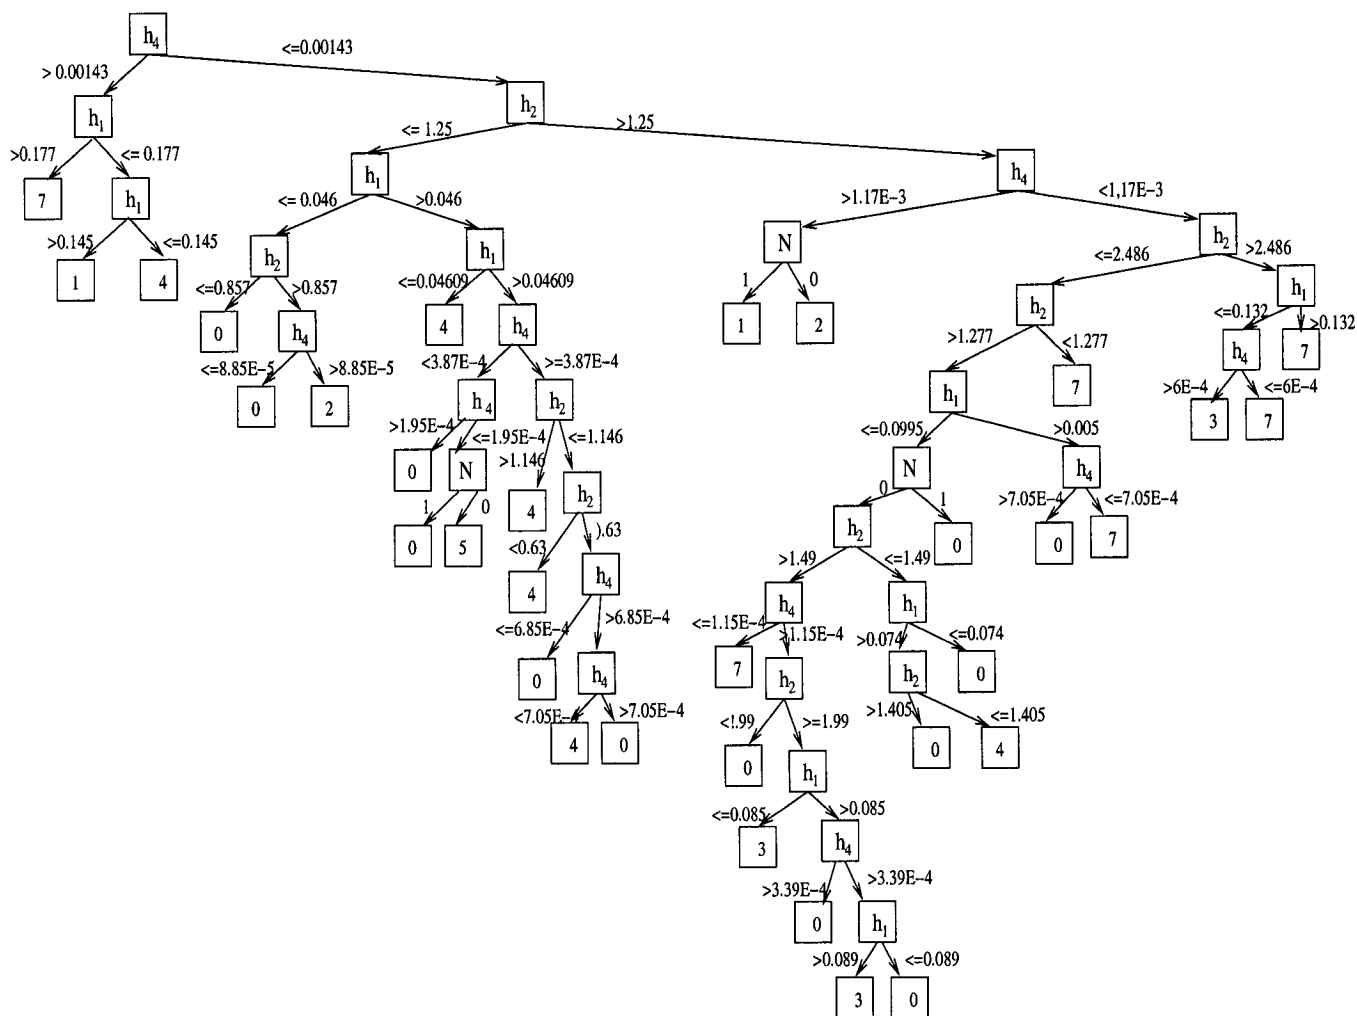 h4
<=0.00143
> 0.00143
h2
h1
<= 1.25
>1.25
>0.177
<= 0.177
h1
h4
7
h1
<= 0.046
>0.046
>1.17E-3
<1,17E-3
N
h2
>0.145
<=0.145
h2
h1
<=2.486
>2.486
1
4
<=0.857
>0.857
<=0.04609
>0.04609
1
0
h2
h1
0
h4
4
h4
1
2
<=0.132
>0.132
>1.277
<1.277
h4
7
<=8.85E-5
>8.85E-5
<3.87E-4
>=3.87E-4
h1
7
>6E-4
<=6E-4
0
2
h4
h2
3
7
>1.95E-4
<=1.95E-4
<=1.146
<=0.0995
>0.005
0
N
>1.146
h2
N
h4
1
0
4
0
1
>7.05E-4
<=7.05E-4
0
5
h2
0
0
7
<0.63
).63
>1.49
<=1.49
4
h4
h4
h1
<=6.85E-4
>6.85E-4
<=1.15E-4
>1.15E-4
>0.074
<=0.074
0
h4
7
h2
h2
0
<7.05E-
>7.05E-4
<!.99
>=1.99
>1.405
<=1.405
4
0
0
h1
0
4
<=0.085
>0.085
3
h4
>3.39E-4
>3.39E-4
0
h1
>0.089
<=0.089
3
0